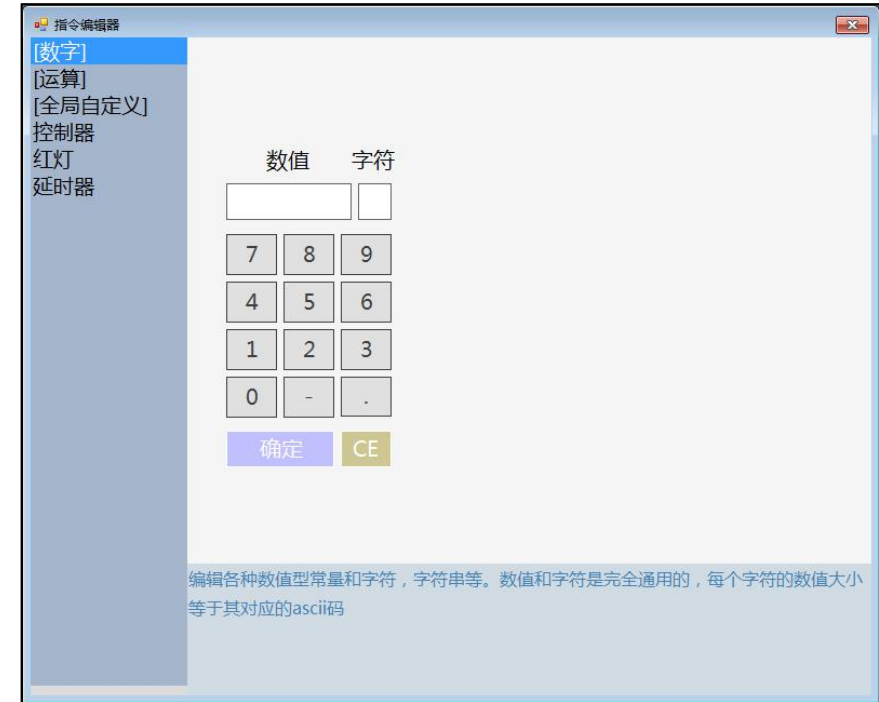 指令编辑器
[数字]
[运算]
[全局自定义]
控制器
红灯
延时器
数值 字符
7 8 9
4 5 6
1 2 3
0 - .
确定 CE
编辑各种数值型常量和字符，字符串等。数值和字符是完全通用的，每个字符的数值大小
等于其对应的ascii码